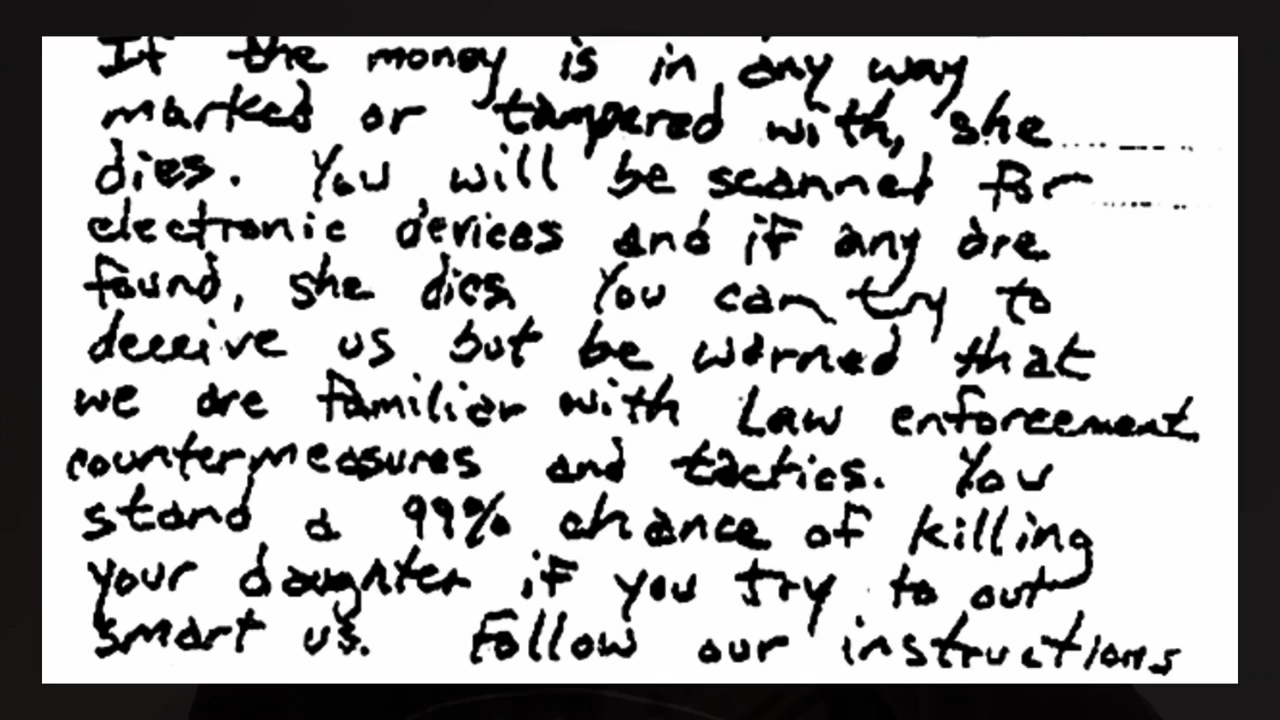 If the money is in any way
marked or tampered with, she
dies. You will be scanned for
electronic devices and if any are
found, she dies. You can try to
deceive us but be warned that
we are familiar with Law enforcement
countermeasures and tactics. You
stand a 99% chance of killing
your daughter if you try to out
smart us. Follow our instructions